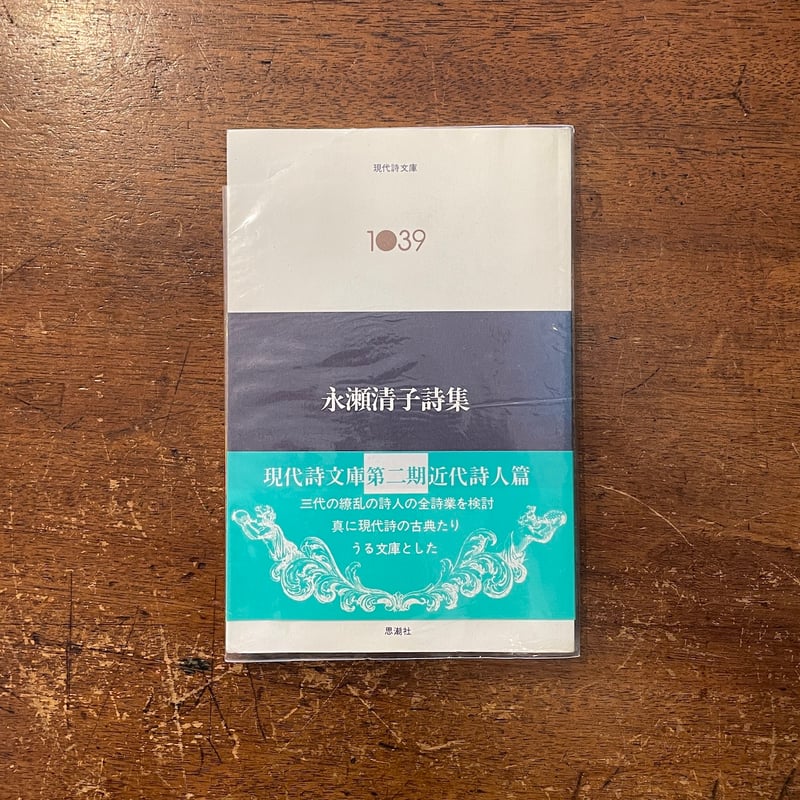 現代詩文庫
1●39
永瀬清子詩集
現代詩文庫第二期近代詩人篇
三代の繚乱の詩人の全詩業を検討
真に現代詩の古典たり
うる文庫とした
思潮社